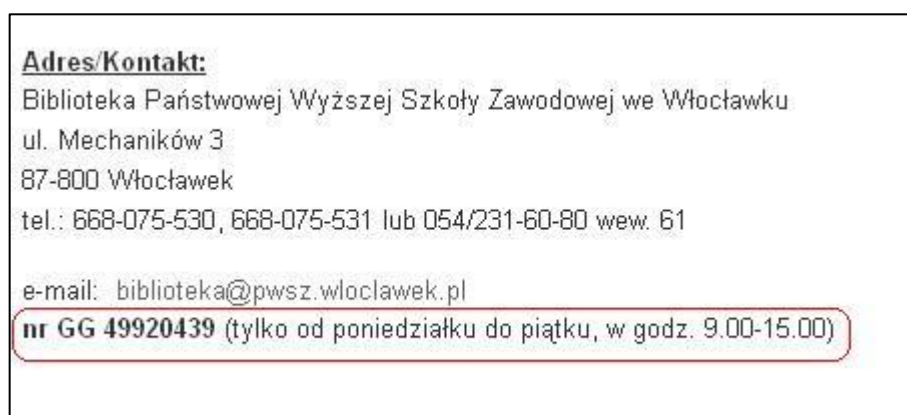 Adres/Kontakt:
Biblioteka Państwowej Wyższej Szkoły Zawodowej we Włocławku
ul. Mechaników 3
87-800 Włocławek
tel.: 668-075-530, 668-075-531 lub 054/231-60-80 wew. 61
e-mail: biblioteka@pwsz.wloclawek.pl
nr GG 49920439 (tylko od poniedziałku do piątku, w godz. 9.00-15.00)